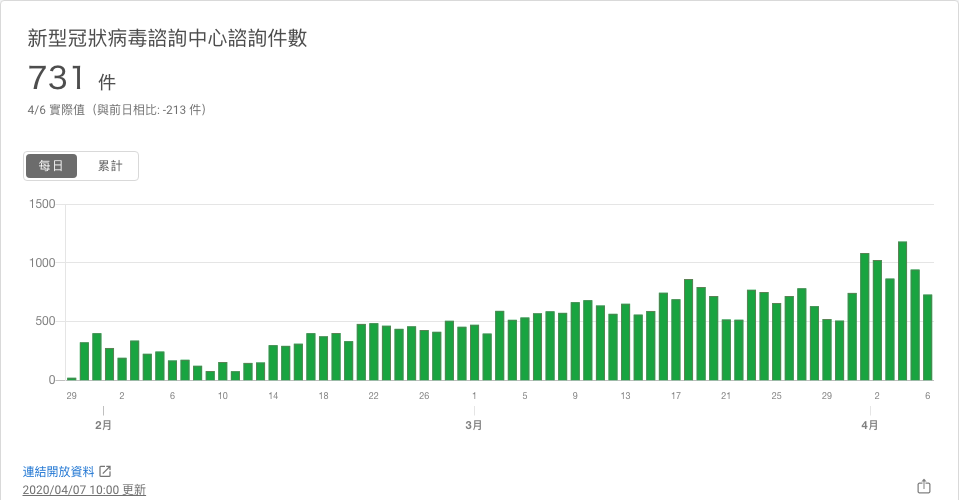 新型冠狀病毒諮詢中心諮詢件數
731 件
4/6 實際值（與前日相比: -213 件）
每日 累計
1500
1000
500
0
29 2 6 10 14 18 22 26 1 5 9 13 17 21 25 29 2 6
2月 3月 4月
連結開放資料
2020/04/07 10:00 更新